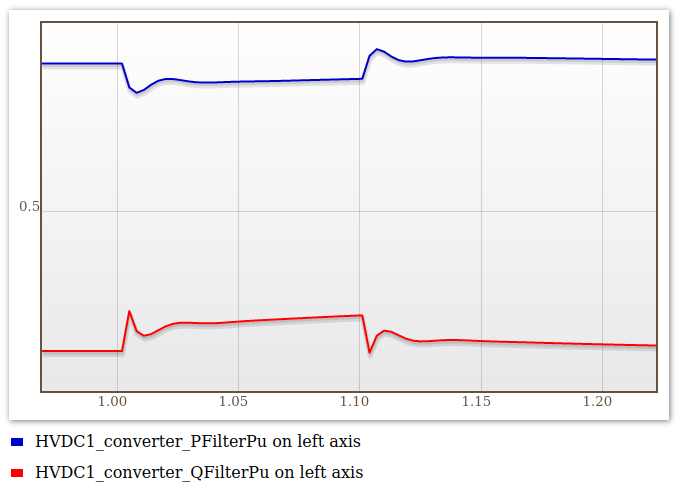 0.5
1.00 1.05 1.10 1.15 1.20
HVDC1_converter_PFilterPu on left axis
HVDC1_converter_QFilterPu on left axis